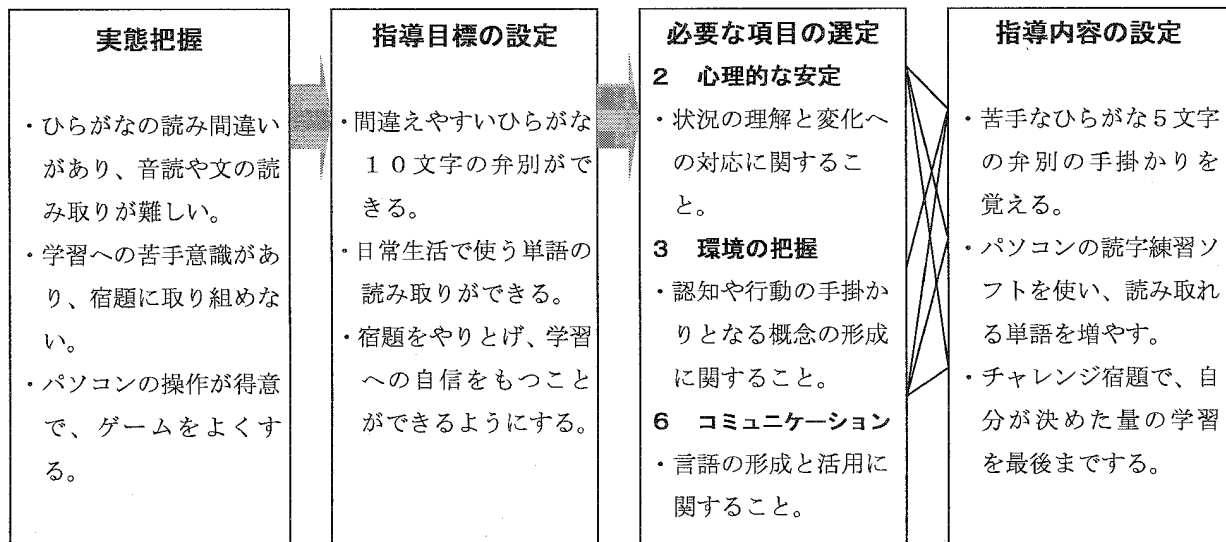 実態把握
・ひらがなの読み間違い
があり、音読や文の読
み取りが難しい。
・学習への苦手意識があ
り、宿題に取り組めな
い。
・パソコンの操作が得意
で、ゲームをよくす
る。
指導目標の設定
・間違えやすいひらがな
１０文字の弁別がで
きる。
・日常生活で使う単語の
読み取りができる。
・宿題をやりとげ、学習
への自信をもつこと
ができるようにする。
必要な項目の選定
２　心理的な安定
・状況の理解と変化へ
の対応に関するこ
と。
３　環境の把握
・認知や行動の手掛か
りとなる概念の形成
に関すること。
６　コミュニケーション
・言語の形成と活用に
関すること。
指導内容の設定
・苦手なひらがな５文字
の弁別の手掛かりを
覚える。
・パソコンの読字練習ソ
フトを使い、読み取れ
る単語を増やす。
・チャレンジ宿題で、自
分が決めた量の学習
を最後までする。